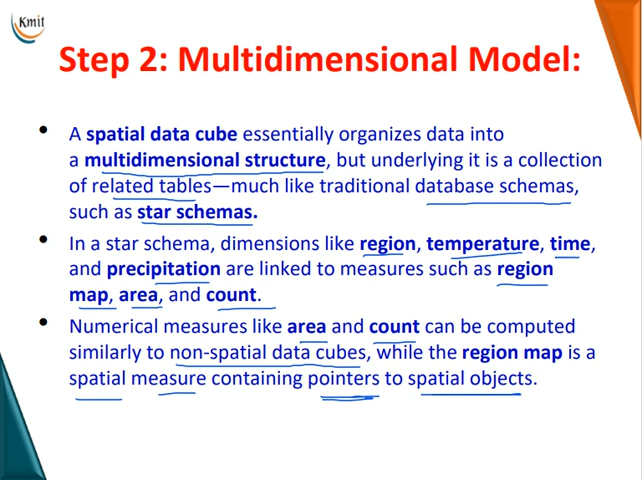 Kmit
Step 2: Multidimensional Model:
• A spatial data cube essentially organizes data into
a multidimensional structure, but underlying it is a collection
of related tables—much like traditional database schemas,
such as star schemas.
• In a star schema, dimensions like region, temperature, time,
and precipitation are linked to measures such as region
map, area, and count.
• Numerical measures like area and count can be computed
similarly to non-spatial data cubes, while the region map is a
spatial measure containing pointers to spatial objects.